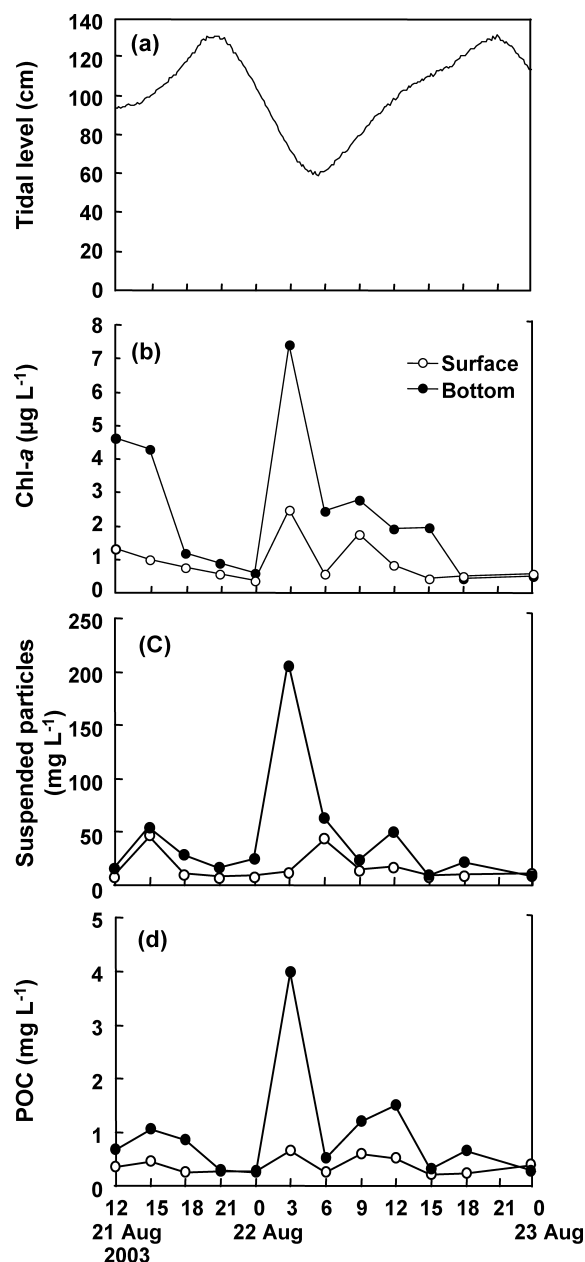 (a)
Tidal level (cm)
140
120
100
80
60
40
20
0
(b)
Chl-a (µg L-1)
8
7
6
5
4
3
2
1
0
Surface
Bottom
(C)
Suspended particles
(mg L-1)
250
200
150
100
50
0
(d)
POC (mg L-1)
5
4
3
2
1
0
12 15 18 21 0 3 6 9 12 15 18 21 0
21 Aug 22 Aug 23 Aug
2003